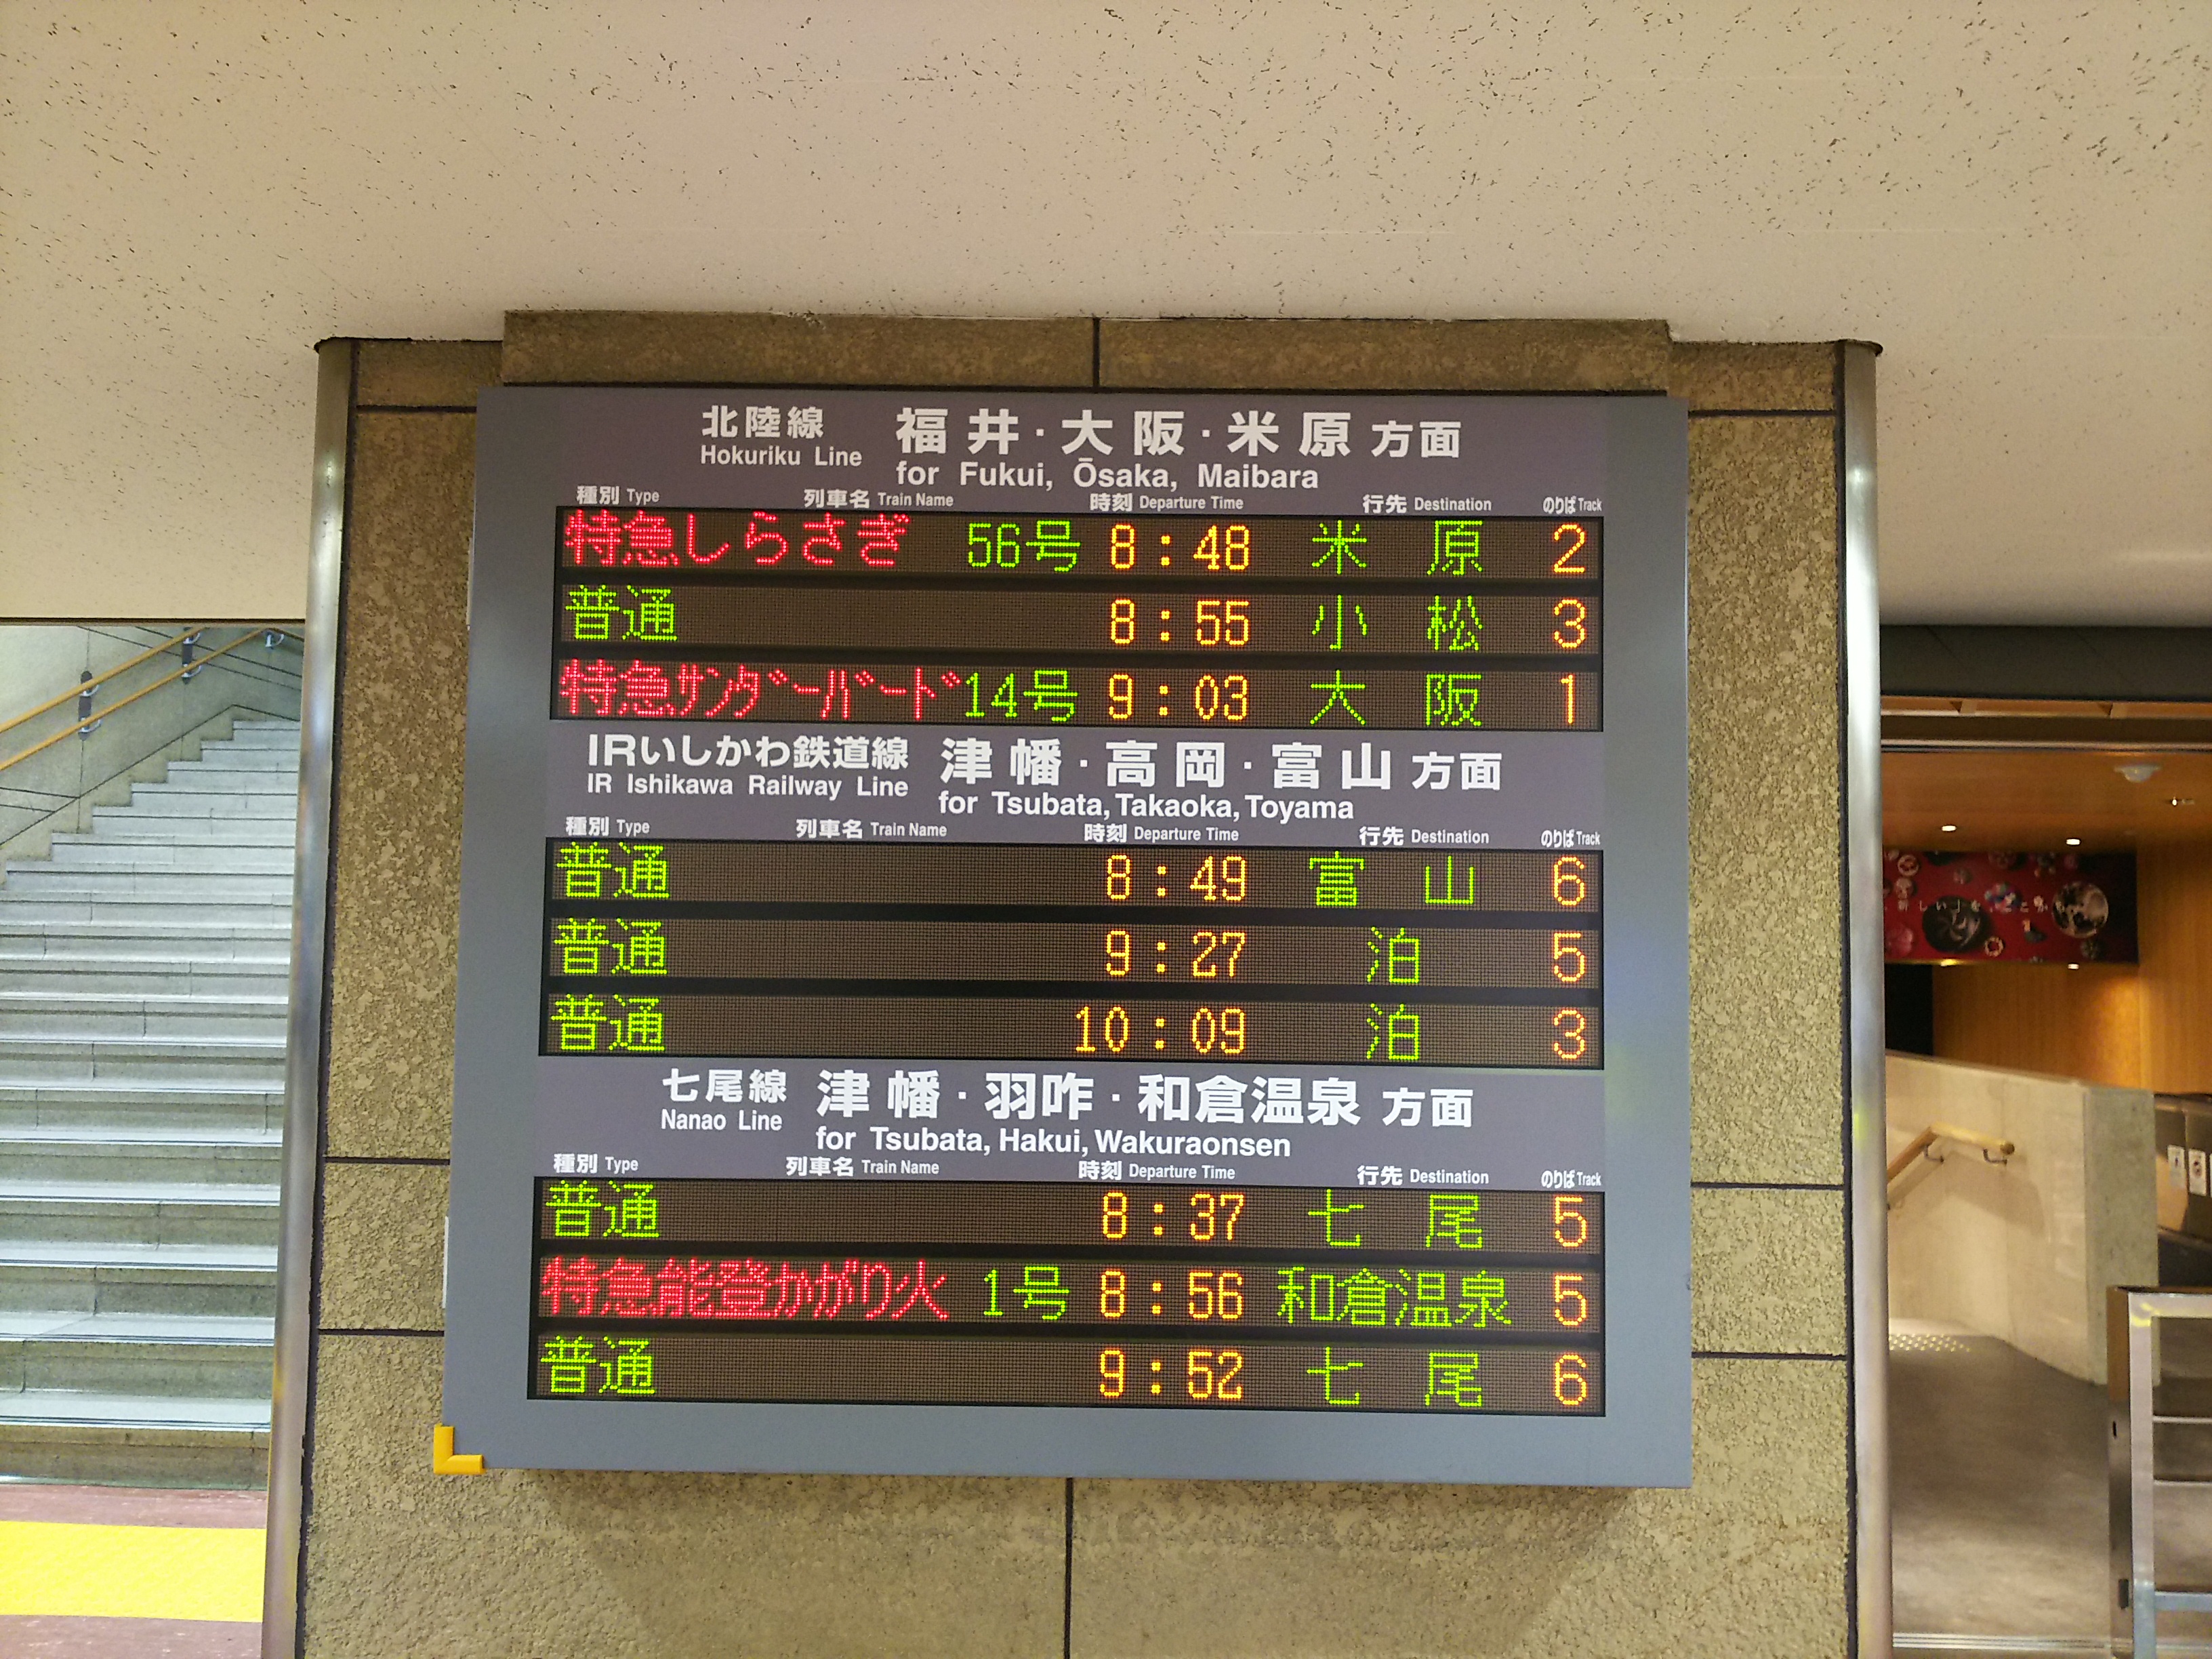 北陸線 福井・大阪・米原 方面
Hokuriku Line for Fukui, Ōsaka, Maibara
種別 Type 列車名 Train Name 時刻 Departure Time 行先 Destination のりば Track
特急しらさぎ 56号 8:48 米原 2
普通 8:55 小松 3
特急ｻﾝﾀﾞｰﾊﾞｰﾄﾞ14号 9:03 大阪 1
IRいしかわ鉄道線 津幡・高岡・富山 方面
IR Ishikawa Railway Line for Tsubata, Takaoka, Toyama
種別 Type 列車名 Train Name 時刻 Departure Time 行先 Destination のりば Track
普通 8:49 富山 6
普通 9:27 泊 5
普通 10:09 泊 3
七尾線 津幡・羽咋・和倉温泉 方面
Nanao Line for Tsubata, Hakui, Wakuraonsen
種別 Type 列車名 Train Name 時刻 Departure Time 行先 Destination のりば Track
普通 8:37 七尾 5
特急能登かがり火 1号 8:56 和倉温泉 5
普通 9:52 七尾 6
新しい